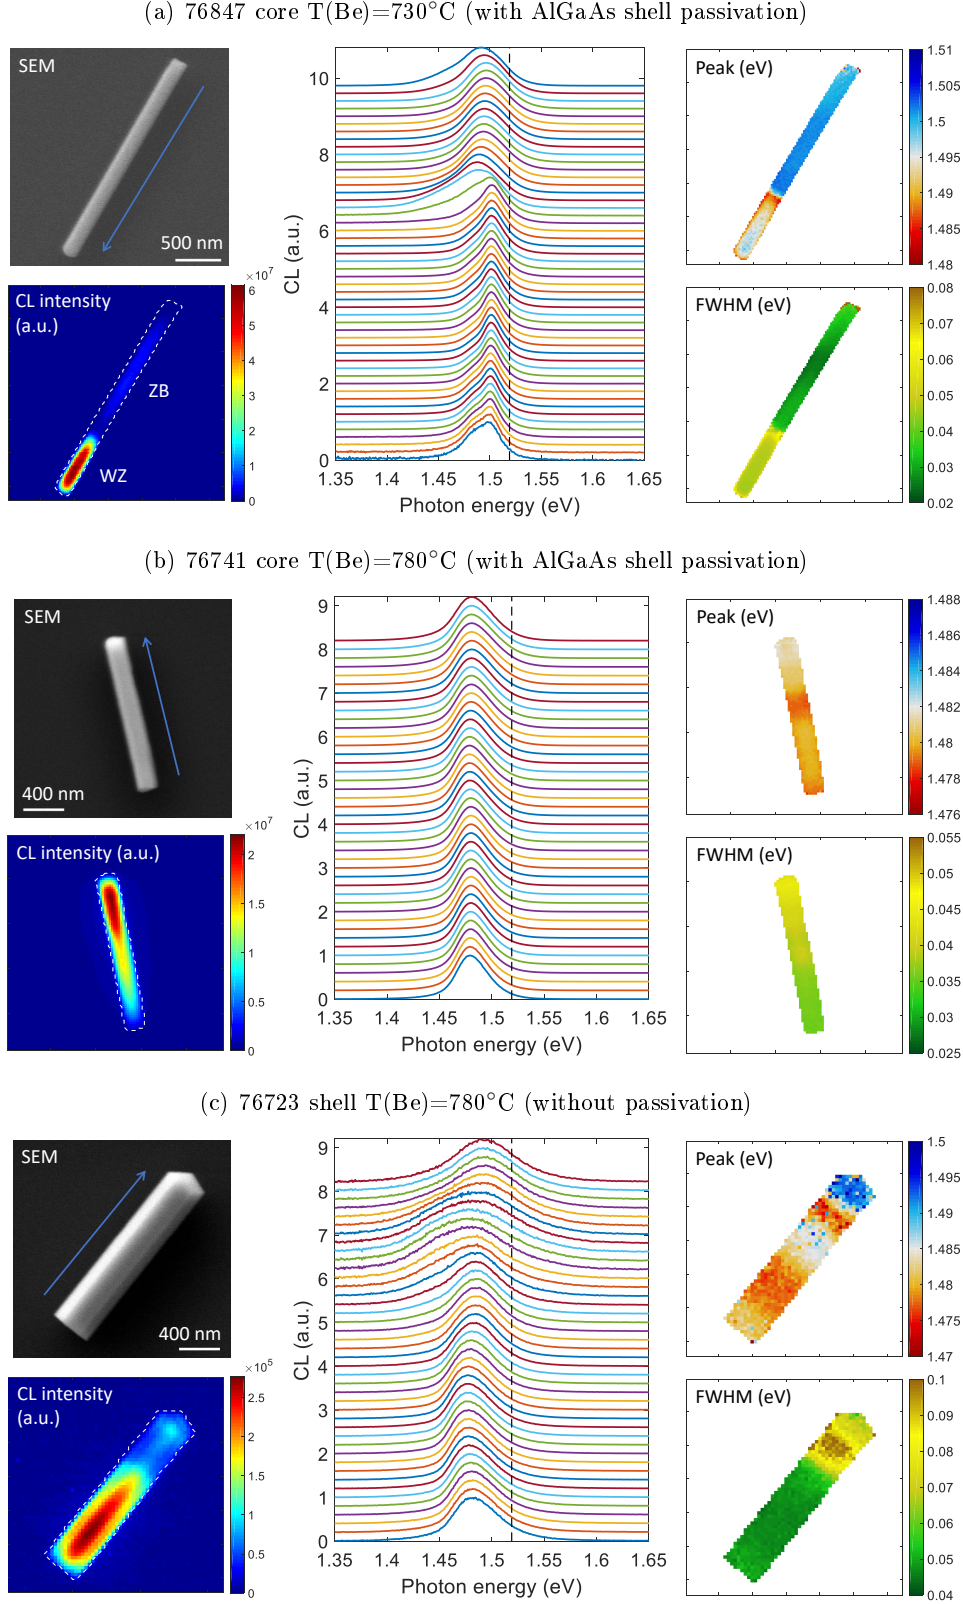 (a) 76847 core T(Be)=730°C (with AlGaAs shell passivation)
SEM
500 nm
CL intensity
(a.u.)
ZB
WZ
×10⁷
6
5
4
3
2
1
0
CL (a.u.)
10
8
6
4
2
0
1.35 1.4 1.45 1.5 1.55 1.6 1.65
Photon energy (eV)
Peak (eV)
1.51
1.505
1.5
1.495
1.49
1.485
1.48
FWHM (eV)
0.08
0.07
0.06
0.05
0.04
0.03
0.02
(b) 76741 core T(Be)=780°C (with AlGaAs shell passivation)
SEM
400 nm
CL intensity (a.u.)
×10⁷
2
1.5
1
0.5
0
CL (a.u.)
9
8
7
6
5
4
3
2
1
0
1.35 1.4 1.45 1.5 1.55 1.6 1.65
Photon energy (eV)
Peak (eV)
1.488
1.486
1.484
1.482
1.48
1.478
1.476
FWHM (eV)
0.055
0.05
0.045
0.04
0.035
0.03
0.025
(c) 76723 shell T(Be)=780°C (without passivation)
SEM
400 nm
CL intensity
(a.u.)
×10⁵
2.5
2
1.5
1
0.5
0
CL (a.u.)
9
8
7
6
5
4
3
2
1
0
1.35 1.4 1.45 1.5 1.55 1.6 1.65
Photon energy (eV)
Peak (eV)
1.5
1.495
1.49
1.485
1.48
1.475
1.47
FWHM (eV)
0.1
0.09
0.08
0.07
0.06
0.05
0.04